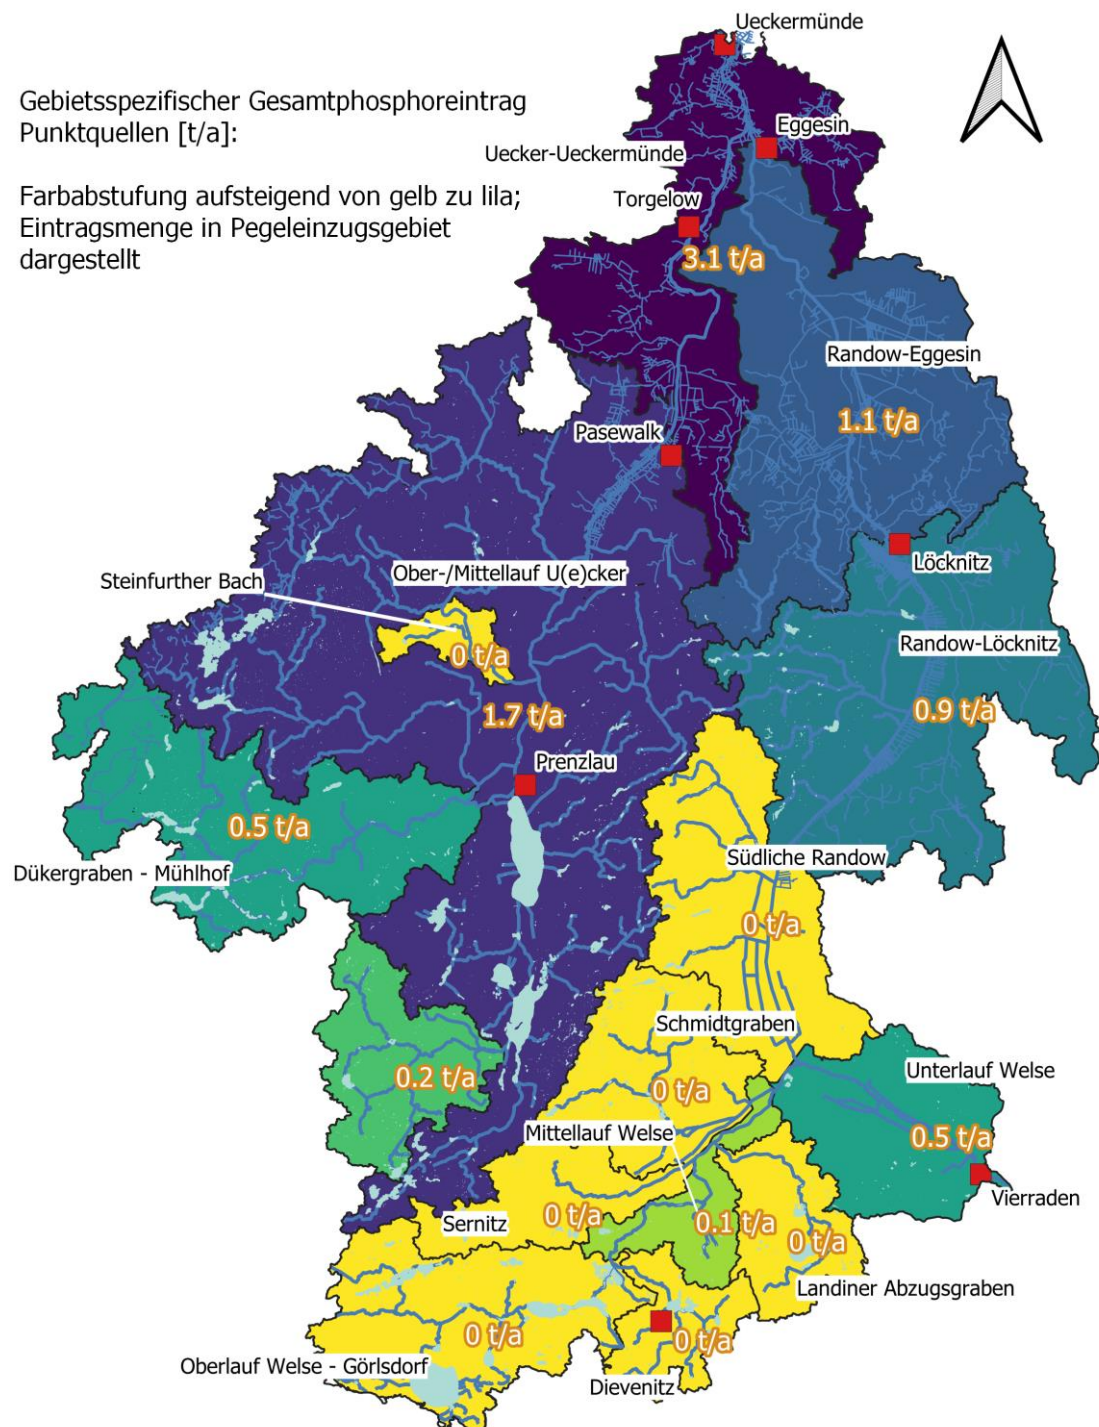 Ueckermünde
Gebietsspezifischer Gesamtphosphoreintrag
Punktquellen [t/a]:
Farbabstufung aufsteigend von gelb zu lila;
Eintragsmenge in Pegeleinzugsgebiet
dargestellt
Eggesin
Uecker-Ueckermünde
Torgelow
3.1 t/a
Randow-Eggesin
1.1 t/a
Pasewalk
Löcknitz
Ober-/Mittellauf U(e)cker
Steinfurther Bach
Randow-Löcknitz
0 t/a
1.7 t/a
0.9 t/a
Prenzlau
0.5 t/a
Südliche Randow
Dükergraben - Mühlhof
0 t/a
Schmidtgraben
Unterlauf Welse
0.2 t/a
0 t/a
Mittellauf Welse
0.5 t/a
Vierraden
Sernitz
0 t/a
0.1 t/a
0 t/a
Landiner Abzugsgraben
0 t/a
0 t/a
Oberlauf Welse - Görlsdorf
Dievenitz